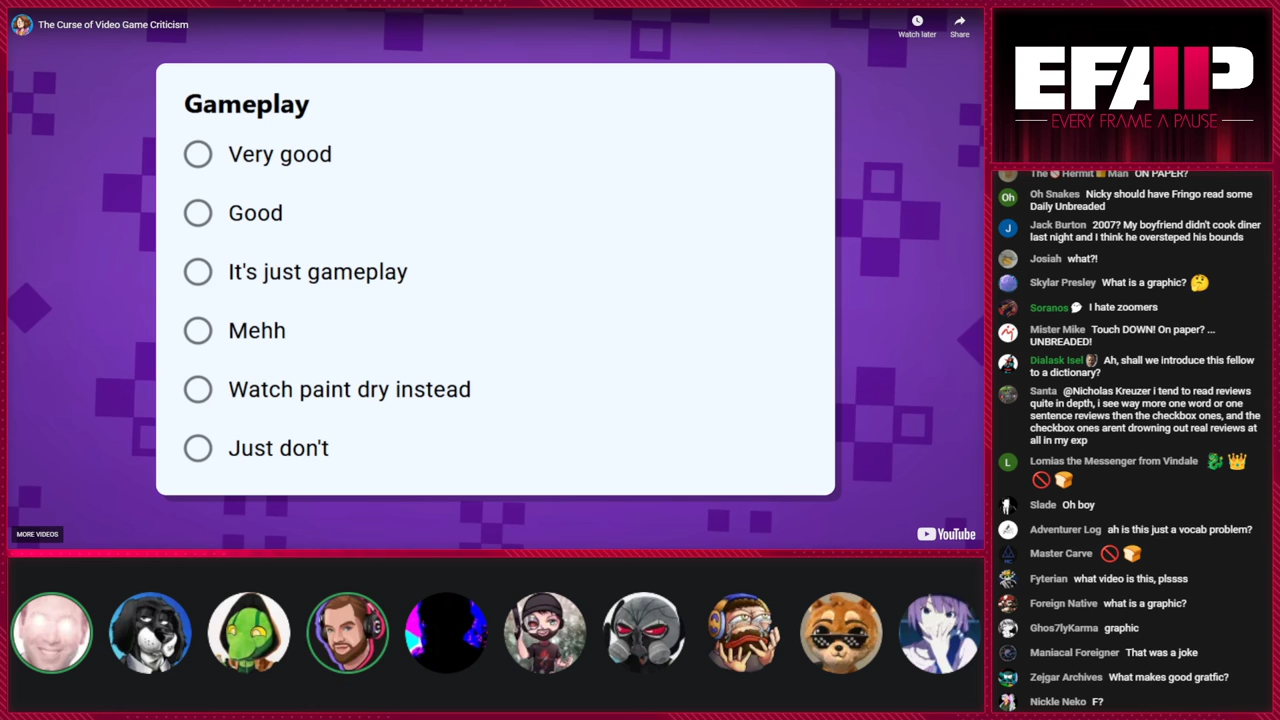 The Curse of Video Game Criticism
Watch later
Share
Gameplay
Very good
Good
It's just gameplay
Mehh
Watch paint dry instead
Just don't
MORE VIDEOS
YouTube
EFAP
EVERY FRAME A PAUSE
The Hermit Man ON PAPER?
Oh
Oh Snakes Nicky should have Fringo read some
Daily Unbreaded
J
Jack Burton 2007? My boyfriend didn't cook diner
last night and I think he oversteped his bounds
Josiah what?!
Skylar Presley What is a graphic? 🤔
Soranos I hate zoomers
Mister Mike Touch DOWN! On paper? ...
UNBREADED!
Dialask Isel Ah, shall we introduce this fellow
to a dictionary?
Santa @Nicholas Kreuzer i tend to read reviews
quite in depth, i see way more one word or one
sentence reviews then the checkbox ones, and the
checkbox ones arent drowning out real reviews at
all in my exp
L
Lomias the Messenger from Vindale 🐉 👑
🚫 🍞
Slade Oh boy
Adventurer Log ah is this just a vocab problem?
Master Carve 🚫 🍞
Fyterian what video is this, plssss
Foreign Native what is a graphic?
Ghos7lyKarma graphic
Maniacal Foreigner That was a joke
Zejgar Archives What makes good gratfic?
Nickle Neko F?